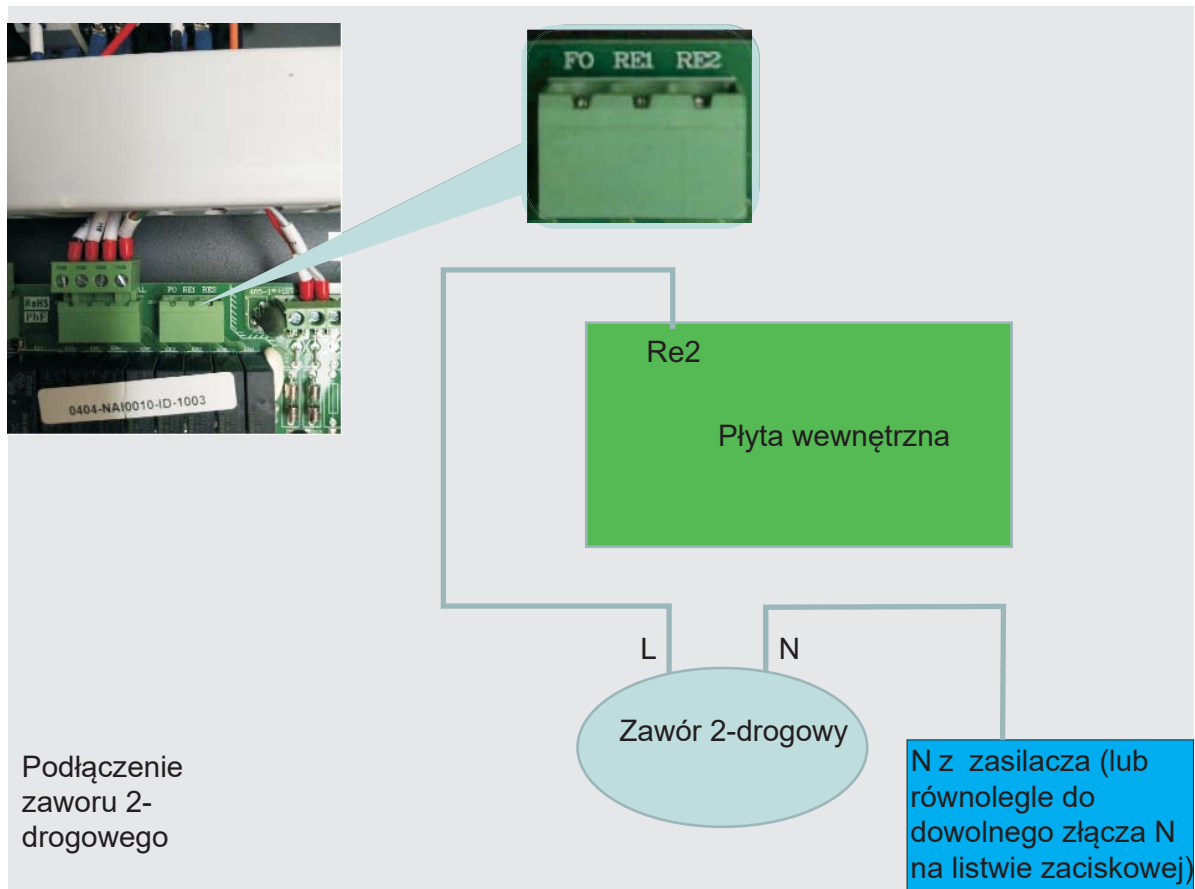 FO RE1 RE2
FO RE1 RE2
RoHS
PbF
0404-NAI0010-ID-1003
Re2
Płyta wewnętrzna
L
N
Zawór 2-drogowy
Podłączenie
zaworu 2-
drogowego
N z zasilacza (lub
równolegle do
dowolnego złącza N
na listwie zaciskowej)